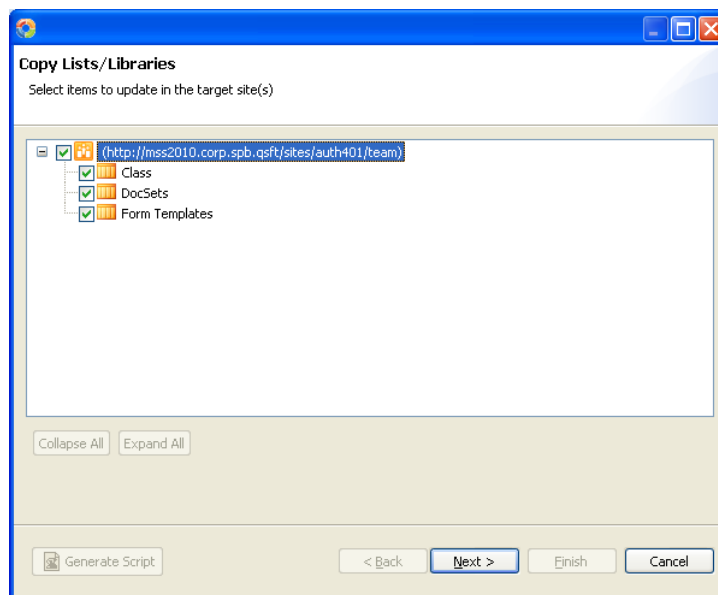 Copy Lists/Libraries
Select items to update in the target site(s)
(http://mss2010.corp.spb.qsft/sites/auth401/team)
Class
DocSets
Form Templates
Collapse All Expand All
Generate Script < Back Next > Finish Cancel